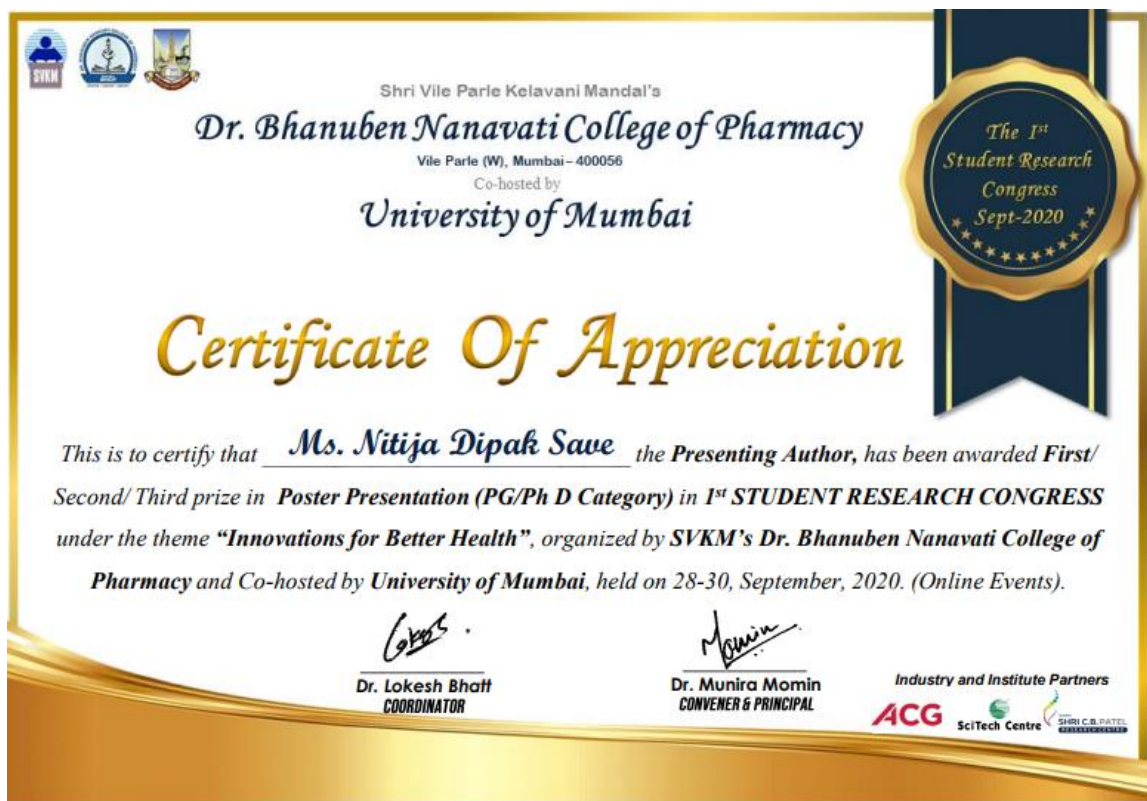 SVKM
Shri Vile Parle Kelavani Mandal's
Dr. Bhanuben Nanavati College of Pharmacy
Vile Parle (W), Mumbai– 400056
Co-hosted by
University of Mumbai
The 1st
Student Research
Congress
Sept-2020
Certificate Of Appreciation
This is to certify that Ms. Nitija Dipak Save the Presenting Author, has been awarded First/
Second/ Third prize in Poster Presentation (PG/Ph D Category) in 1st STUDENT RESEARCH CONGRESS
under the theme “Innovations for Better Health”, organized by SVKM’s Dr. Bhanuben Nanavati College of
Pharmacy and Co-hosted by University of Mumbai, held on 28-30, September, 2020. (Online Events).
Dr. Lokesh Bhatt
COORDINATOR
Momin
Dr. Munira Momin
CONVENER & PRINCIPAL
Industry and Institute Partners
ACG
SciTech Centre
SHRI C.B. PATEL
RESEARCH CENTRE